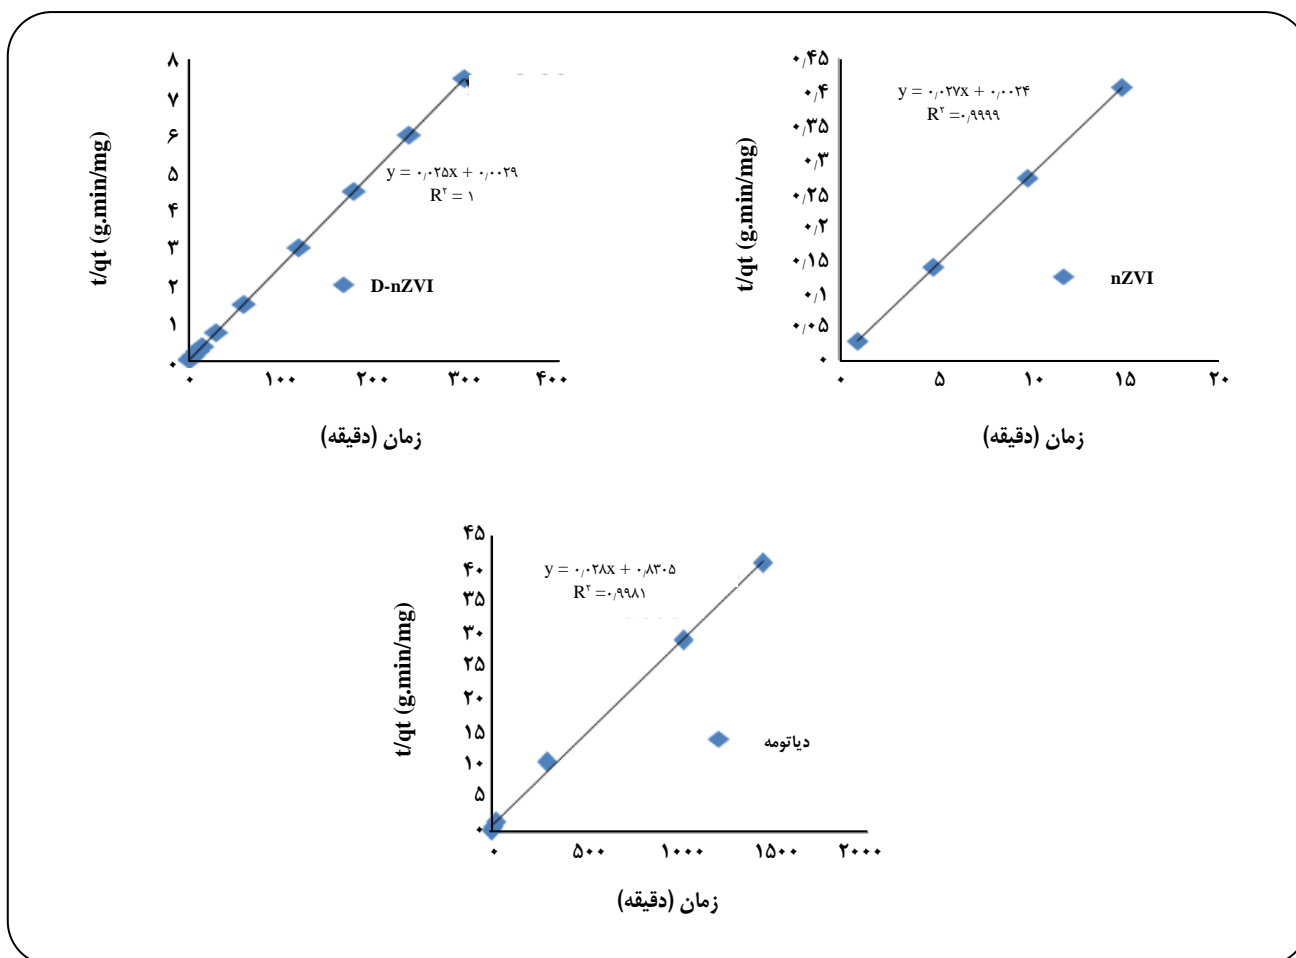 ۸
۷
۶
۵
۴
۳
۲
۱
۰
t/qt (g.min/mg)
y = ۰٫۰۲۵x + ۰٫۰۰۲۹
R۲ = ۱
D-nZVI
۰ ۱۰۰ ۲۰۰ ۳۰۰ ۴۰۰
زمان (دقیقه)
۰٫۴۵
۰٫۴
۰٫۳۵
۰٫۳
۰٫۲۵
۰٫۲
۰٫۱۵
۰٫۱
۰٫۰۵
۰
t/qt (g.min/mg)
y = ۰٫۰۲۷x + ۰٫۰۰۲۴
R۲ =۰٫۹۹۹۹
nZVI
۰ ۵ ۱۰ ۱۵ ۲۰
زمان (دقیقه)
۴۵
۴۰
۳۵
۳۰
۲۵
۲۰
۱۵
۱۰
۵
۰
t/qt (g.min/mg)
y = ۰٫۰۲۸x + ۰٫۸۳۰۵
R۲ =۰٫۹۹۸۱
دیاتومه
۰ ۵۰۰ ۱۰۰۰ ۱۵۰۰ ۲۰۰۰
زمان (دقیقه)